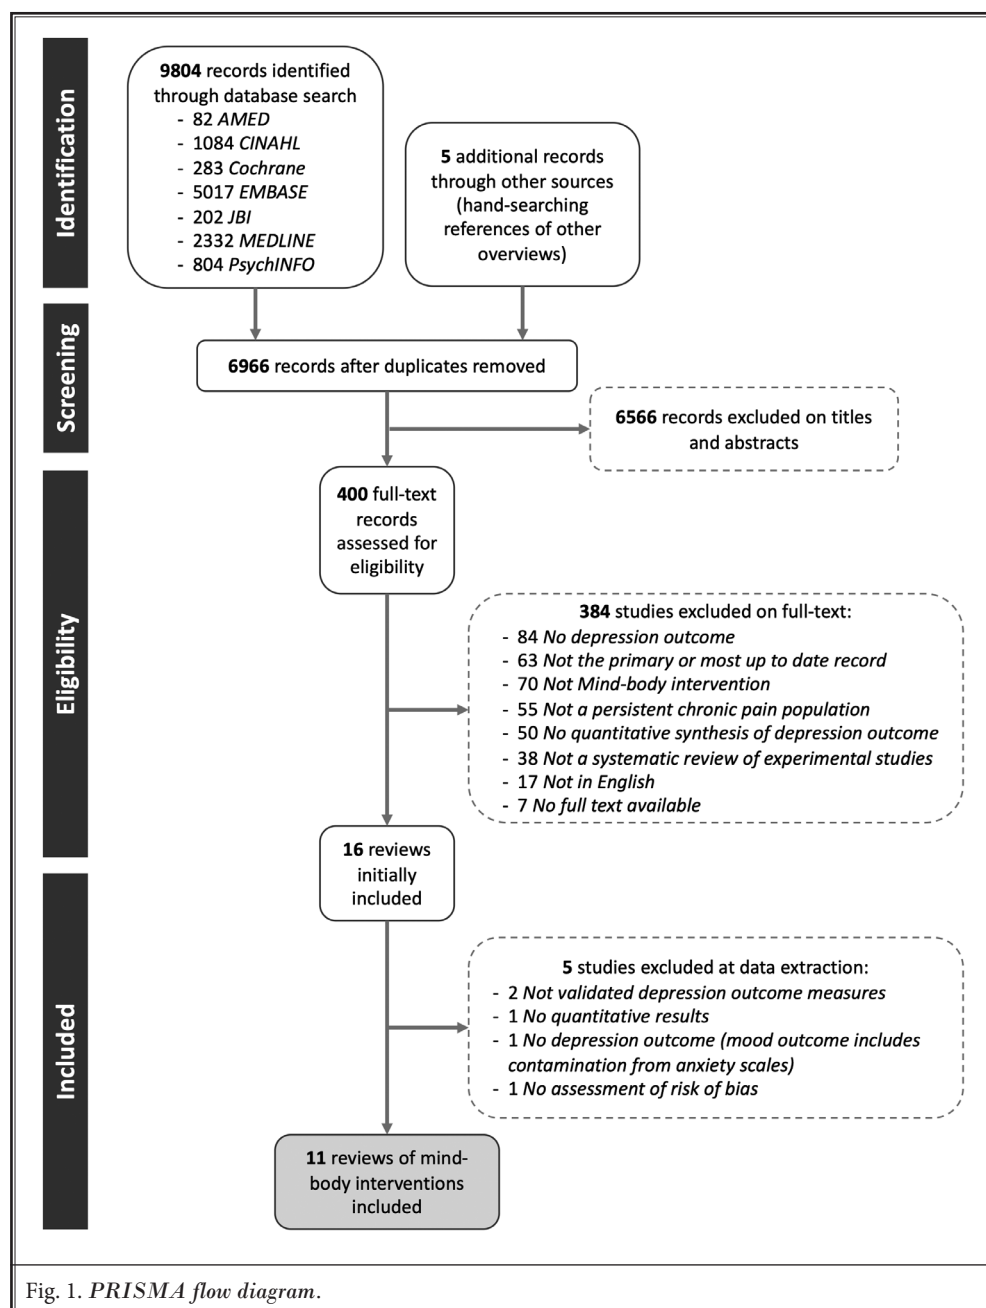 Identification
9804 records identified
through database search
- 82 AMED
- 1084 CINAHL
- 283 Cochrane
- 5017 EMBASE
- 202 JBI
- 2332 MEDLINE
- 804 PsychINFO
5 additional records
through other sources
(hand-searching
references of other
overviews)
Screening
6966 records after duplicates removed
6566 records excluded on titles
and abstracts
Eligibility
400 full-text
records
assessed for
eligibility
384 studies excluded on full-text:
- 84 No depression outcome
- 63 Not the primary or most up to date record
- 70 Not Mind-body intervention
- 55 Not a persistent chronic pain population
- 50 No quantitative synthesis of depression outcome
- 38 Not a systematic review of experimental studies
- 17 Not in English
- 7 No full text available
16 reviews
initially
included
Included
5 studies excluded at data extraction:
- 2 Not validated depression outcome measures
- 1 No quantitative results
- 1 No depression outcome (mood outcome includes
contamination from anxiety scales)
- 1 No assessment of risk of bias
11 reviews of mind-
body interventions
included
Fig. 1. PRISMA flow diagram.